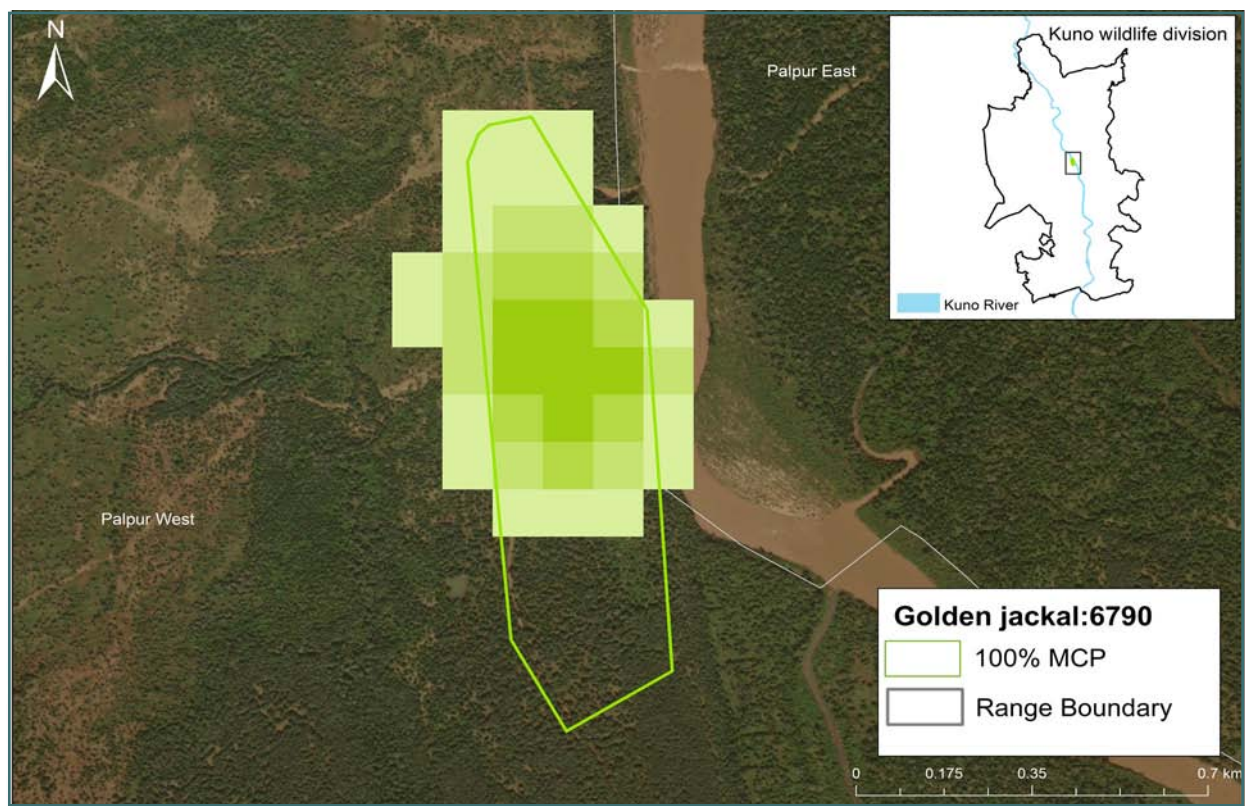 N
Palpur East
Kuno wildlife division
Kuno River
Palpur West
Golden jackal:6790
100% MCP
Range Boundary
0 0.175 0.35 0.7 km